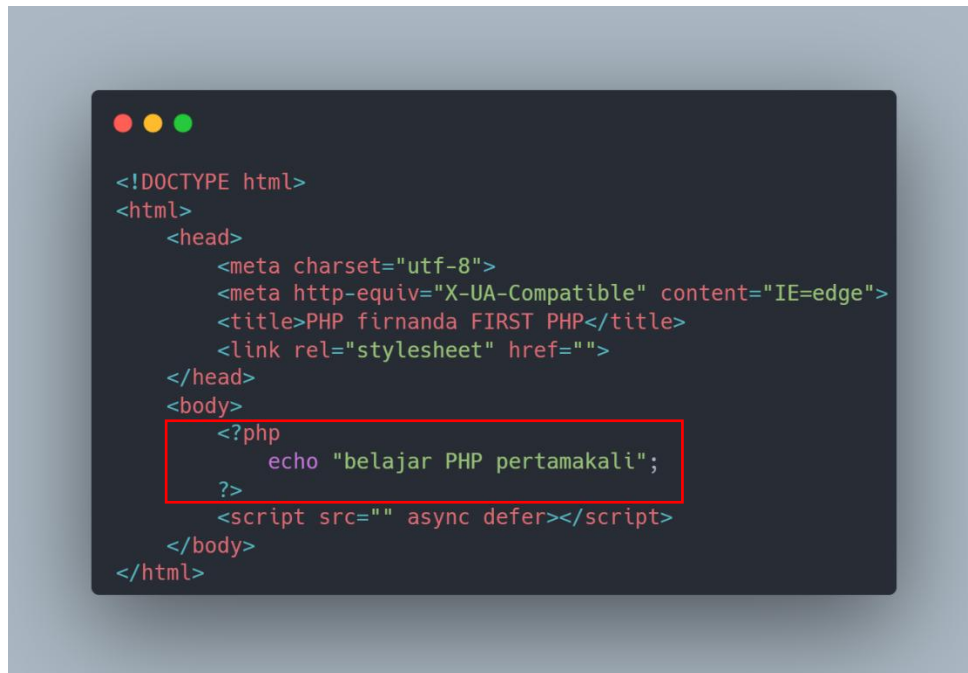 <!DOCTYPE html>
<html>
    <head>
        <meta charset="utf-8">
        <meta http-equiv="X-UA-Compatible" content="IE=edge">
        <title>PHP firnanda FIRST PHP</title>
        <link rel="stylesheet" href="">
    </head>
    <body>
        <?php
            echo "belajar PHP pertamakali";
        ?>
        <script src="" async defer></script>
    </body>
</html>